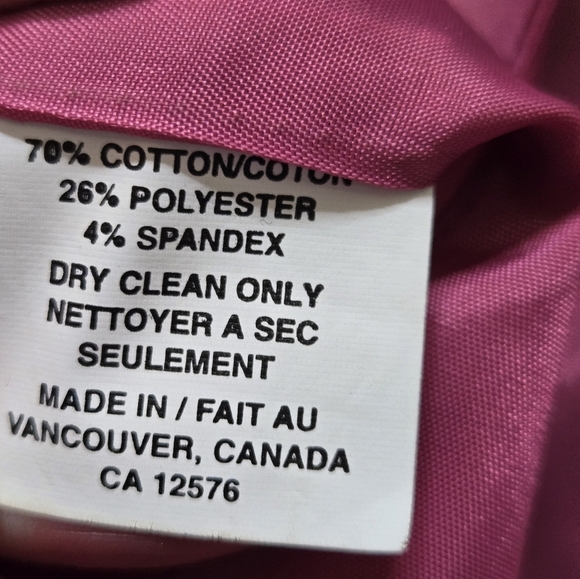 70% COTTON/COTON
26% POLYESTER
4% SPANDEX
DRY CLEAN ONLY
NETTOYER A SEC
SEULEMENT
MADE IN / FAIT AU
VANCOUVER, CANADA
CA 12576